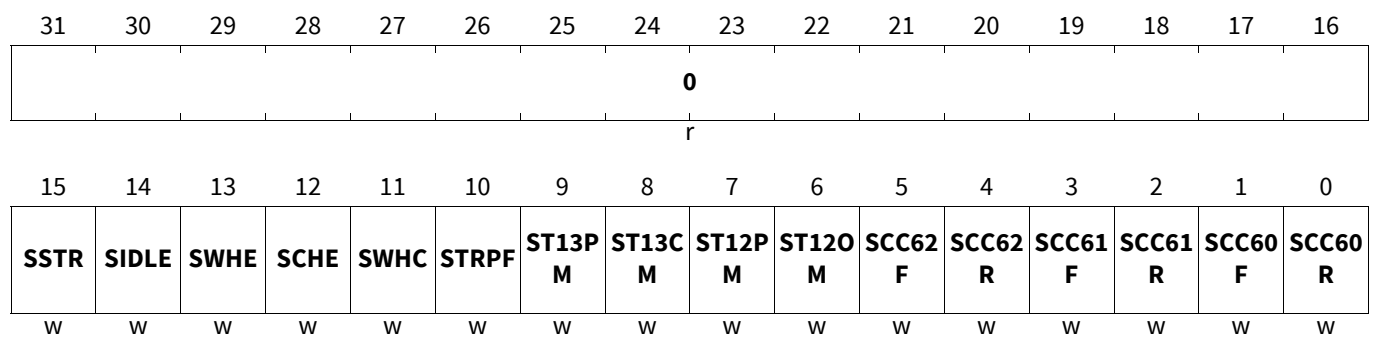 31 30 29 28 27 26 25 24 23 22 21 20 19 18 17 16
0
r
15 14 13 12 11 10 9 8 7 6 5 4 3 2 1 0
SSTR SIDLE SWHE SCHE SWHC STRPF ST13P ST13C ST12P ST12O SCC62 SCC62 SCC61 SCC61 SCC60 SCC60
M M M M F R F R F R
w w w w w w w w w w w w w w w w